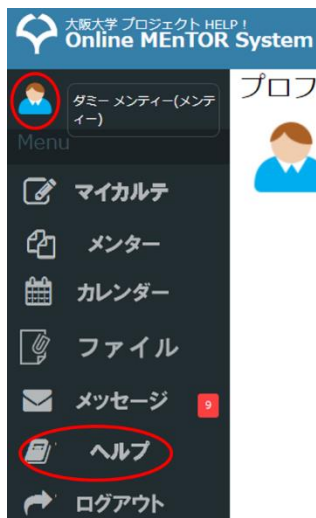 大阪大学 プロジェクト HELP！
Online MEnTOR System
ダミー メンティー(メンテ
ィー)
プロフ
Menu
マイカルテ
メンター
カレンダー
ファイル
メッセージ 9
ヘルプ
ログアウト